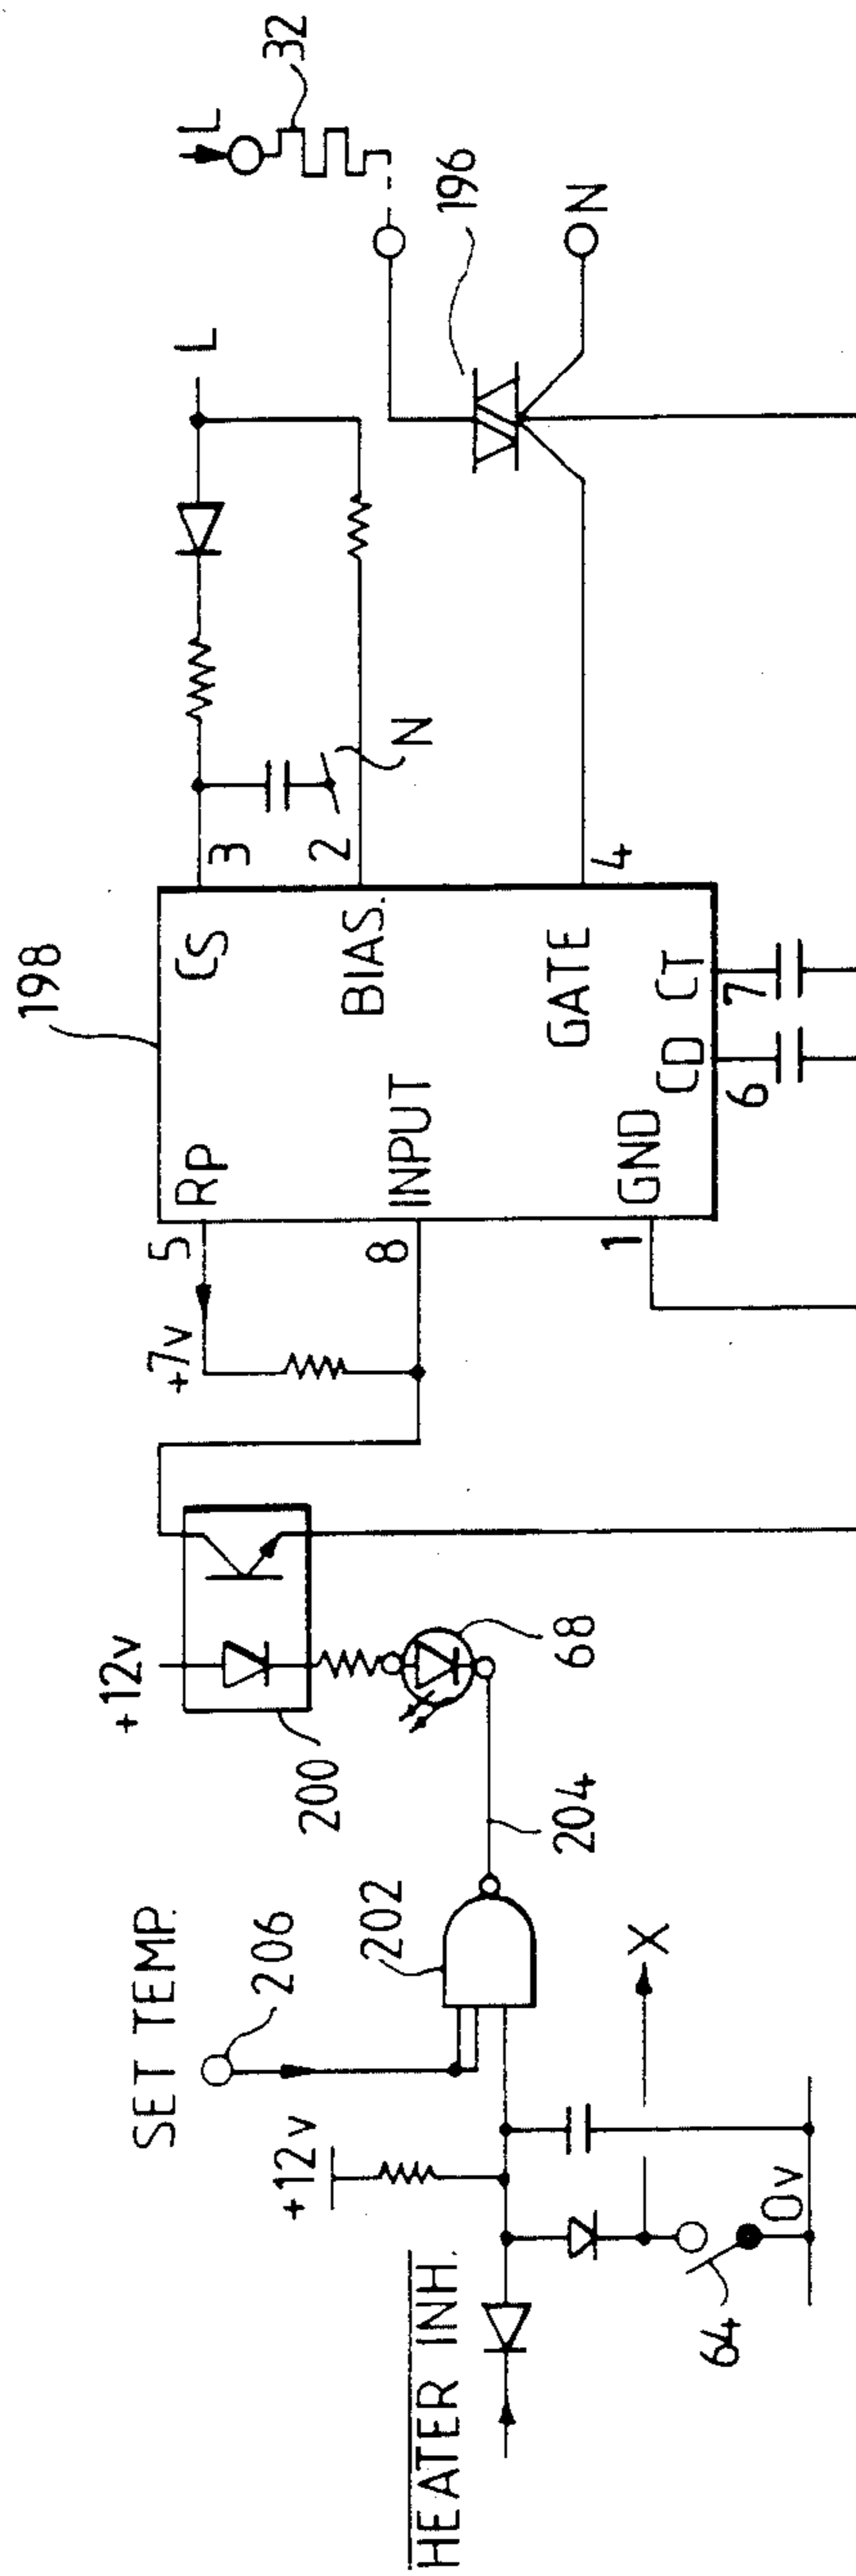 HEATER INH.
SET TEMP.
206
+12v
202
64
0v
X
204
+12v
200
68
+7v
5
8
1
198
RP
INPUT
GND
CS
BIAS.
GATE
CD
CT
6
7
3
2
4
N
L
196
N
L
32